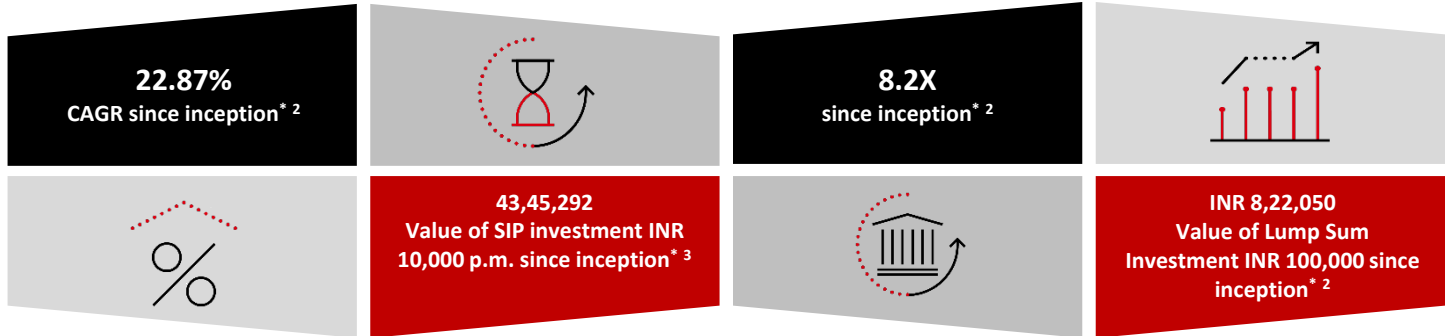 22.87%
CAGR since inception* 2
8.2X
since inception* 2
43,45,292
Value of SIP investment INR
10,000 p.m. since inception* 3
INR 8,22,050
Value of Lump Sum
Investment INR 100,000 since
inception* 2